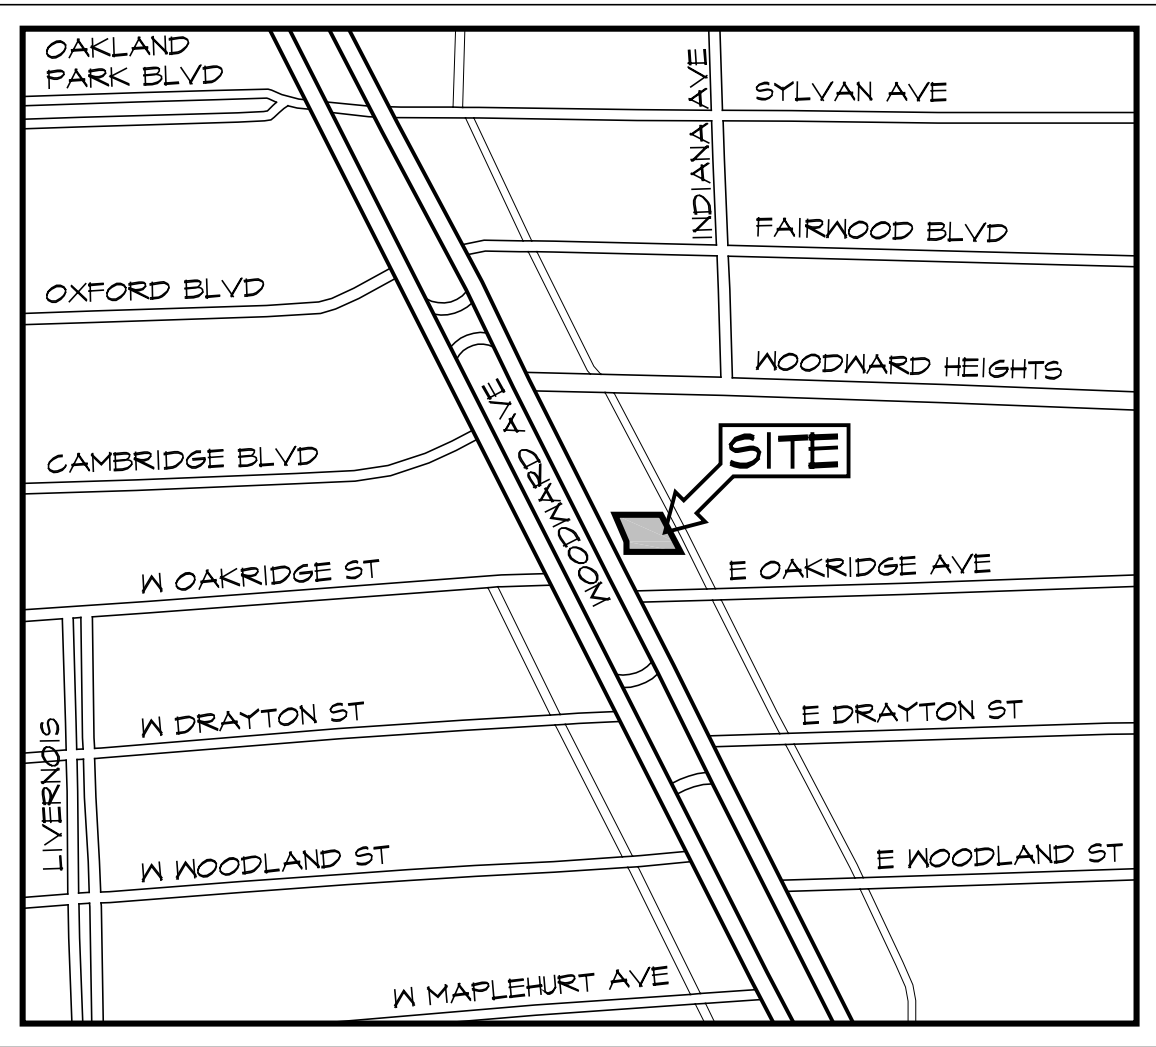 OAKLAND
PARK BLVD
INDIANA AVE
SYLVAN AVE
FAIRWOOD BLVD
OXFORD BLVD
WOODWARD HEIGHTS
WOODWARD AVE
SITE
CAMBRIDGE BLVD
W OAKRIDGE ST
E OAKRIDGE AVE
LIVERNOIS
W DRAYTON ST
E DRAYTON ST
W WOODLAND ST
E WOODLAND ST
W MAPLEHURT AVE